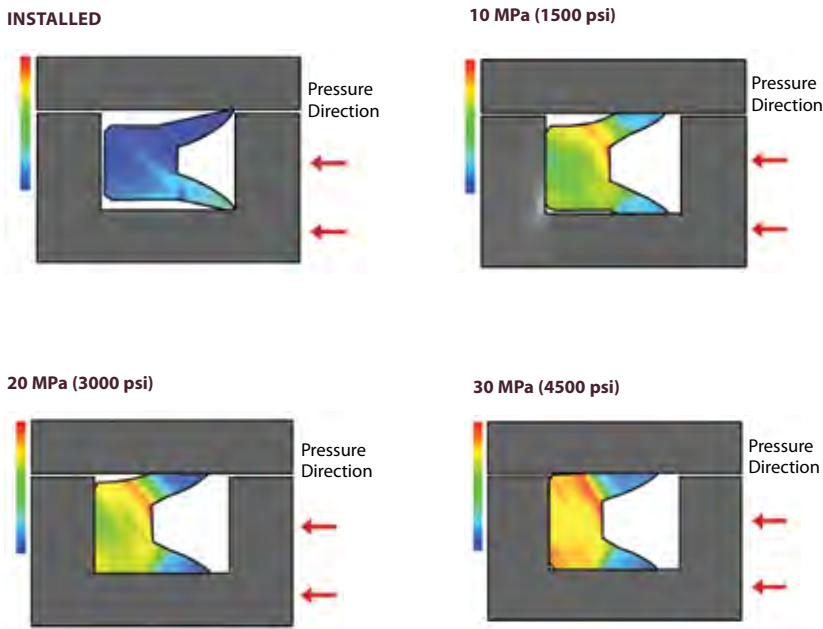 INSTALLED
Pressure
Direction
10 MPa (1500 psi)
Pressure
Direction
20 MPa (3000 psi)
Pressure
Direction
30 MPa (4500 psi)
Pressure
Direction